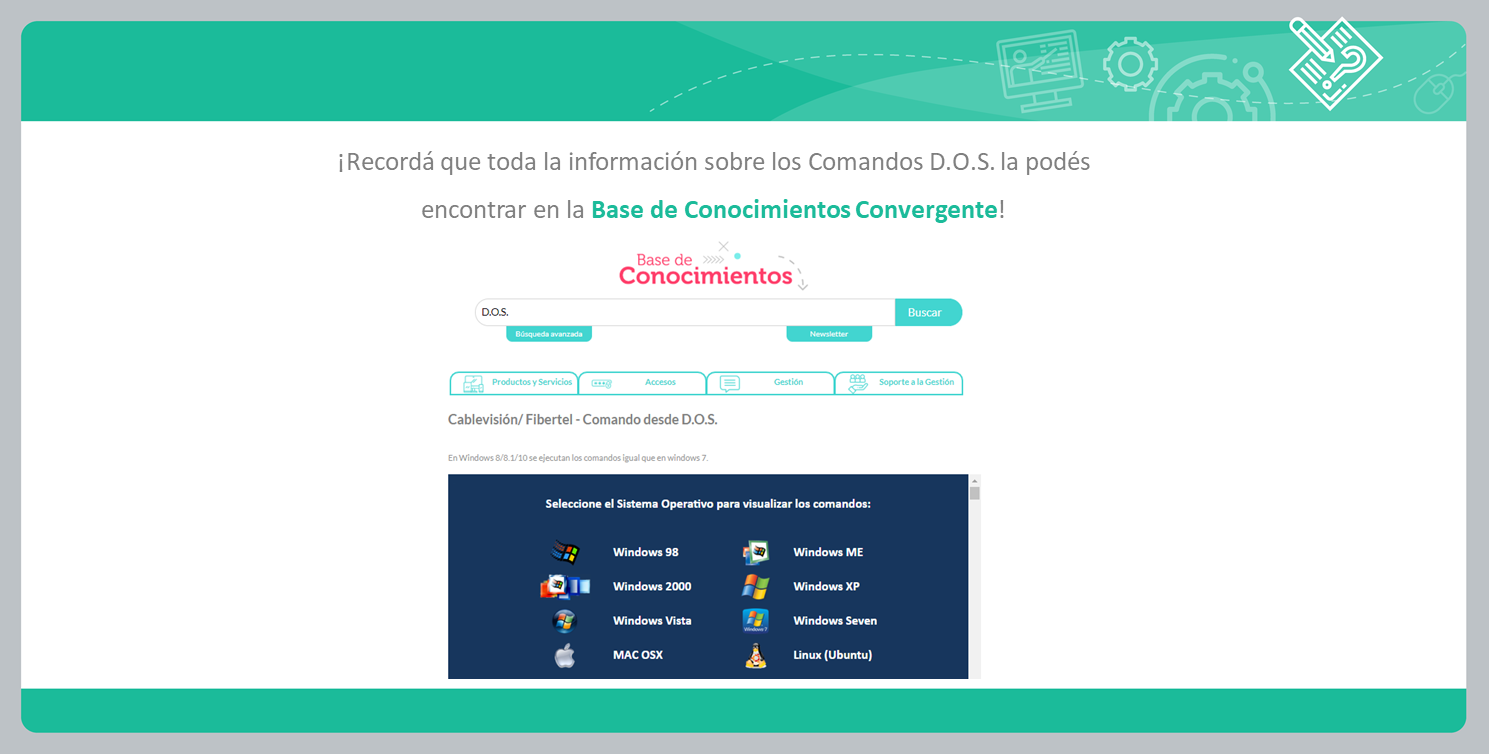 ¡Recordá que toda la información sobre los Comandos D.O.S. la podés
encontrar en la Base de Conocimientos Convergente!
Base de
Conocimientos
D.O.S.
Buscar
Búsqueda avanzada
Newsletter
Productos y Servicios
Accesos
Gestión
Soporte a la Gestión
Cablevisión/ Fibertel - Comando desde D.O.S.
En Windows 8/8.1/10 se ejecutan los comandos igual que en windows 7.
Seleccione el Sistema Operativo para visualizar los comandos:
Windows 98
Windows ME
Windows 2000
Windows XP
Windows Vista
Windows Seven
Windows 7
MAC OSX
Linux (Ubuntu)